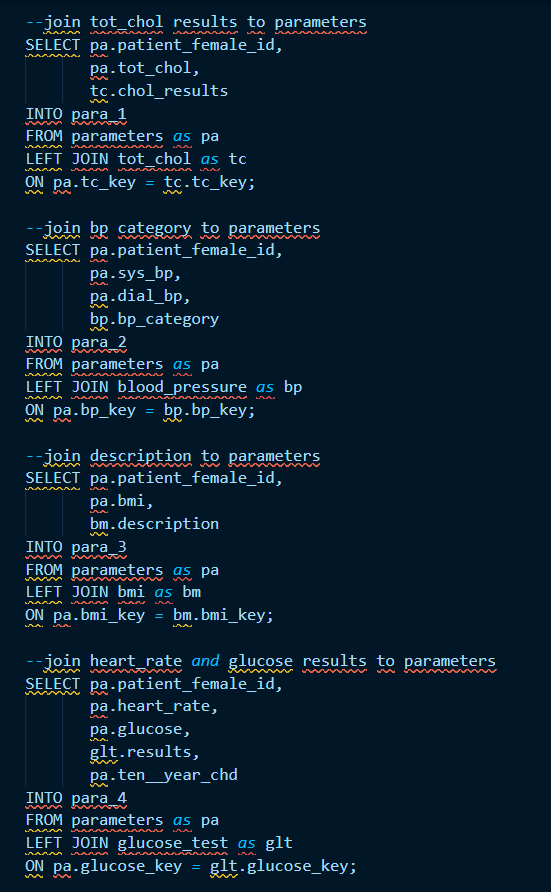 --join tot_chol results to parameters
SELECT pa.patient_female_id,
pa.tot_chol,
tc.chol_results
INTO para_1
FROM parameters as pa
LEFT JOIN tot_chol as tc
ON pa.tc_key = tc.tc_key;
--join bp category to parameters
SELECT pa.patient_female_id,
pa.sys_bp,
pa.dial_bp,
bp.bp_category
INTO para_2
FROM parameters as pa
LEFT JOIN blood_pressure as bp
ON pa.bp_key = bp.bp_key;
--join description to parameters
SELECT pa.patient_female_id,
pa.bmi,
bm.description
INTO para_3
FROM parameters as pa
LEFT JOIN bmi as bm
ON pa.bmi_key = bm.bmi_key;
--join heart_rate and glucose results to parameters
SELECT pa.patient_female_id,
pa.heart_rate,
pa.glucose,
glt.results,
pa.ten__year_chd
INTO para_4
FROM parameters as pa
LEFT JOIN glucose_test as glt
ON pa.glucose_key = glt.glucose_key;